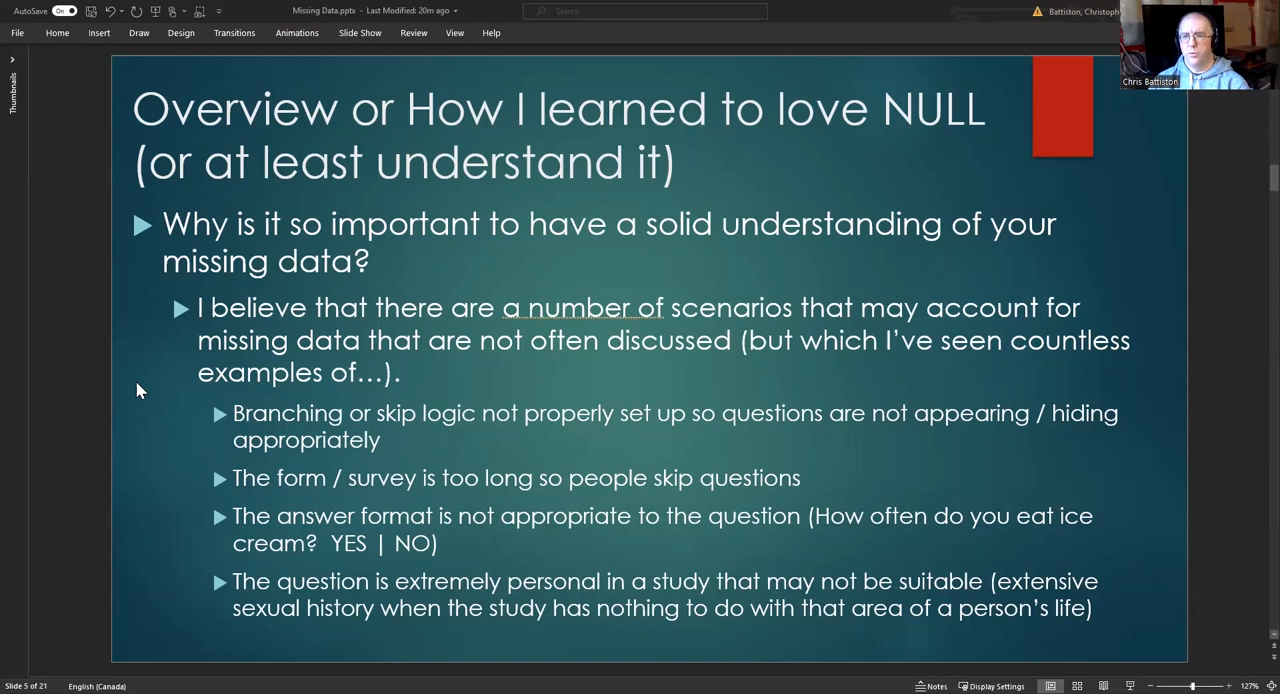 AutoSave On Missing Data.pptx - Last Modified: 20m ago Search Battiston, Christoph
File Home Insert Draw Design Transitions Animations Slide Show Review View Help
Chris Battiston
Thumbnails
Overview or How I learned to love NULL
(or at least understand it)
Why is it so important to have a solid understanding of your
missing data?
I believe that there are a number of scenarios that may account for
missing data that are not often discussed (but which I've seen countless
examples of…).
Branching or skip logic not properly set up so questions are not appearing / hiding
appropriately
The form / survey is too long so people skip questions
The answer format is not appropriate to the question (How often do you eat ice
cream? YES | NO)
The question is extremely personal in a study that may not be suitable (extensive
sexual history when the study has nothing to do with that area of a person's life)
Slide 5 of 21 English (Canada) Notes Display Settings 127%